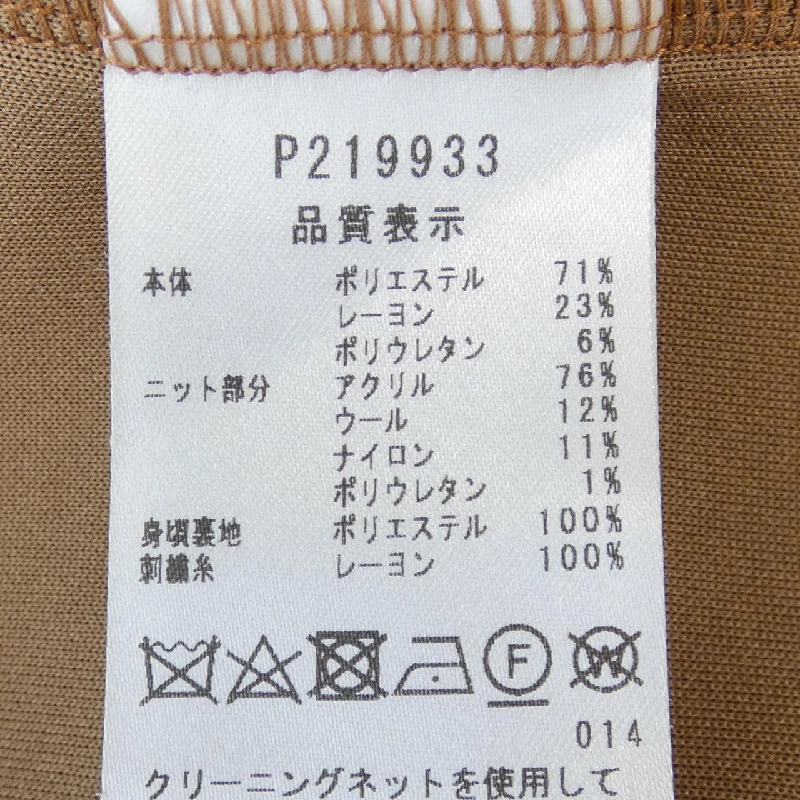 P219933
品質表示
本体 ポリエステル 71%
レーヨン 23%
ポリウレタン 6%
ニット部分 アクリル 76%
ウール 12%
ナイロン 11%
ポリウレタン 1%
身頃裏地 ポリエステル 100%
刺繍糸 レーヨン 100%
F W
014
クリーニングネットを使用して